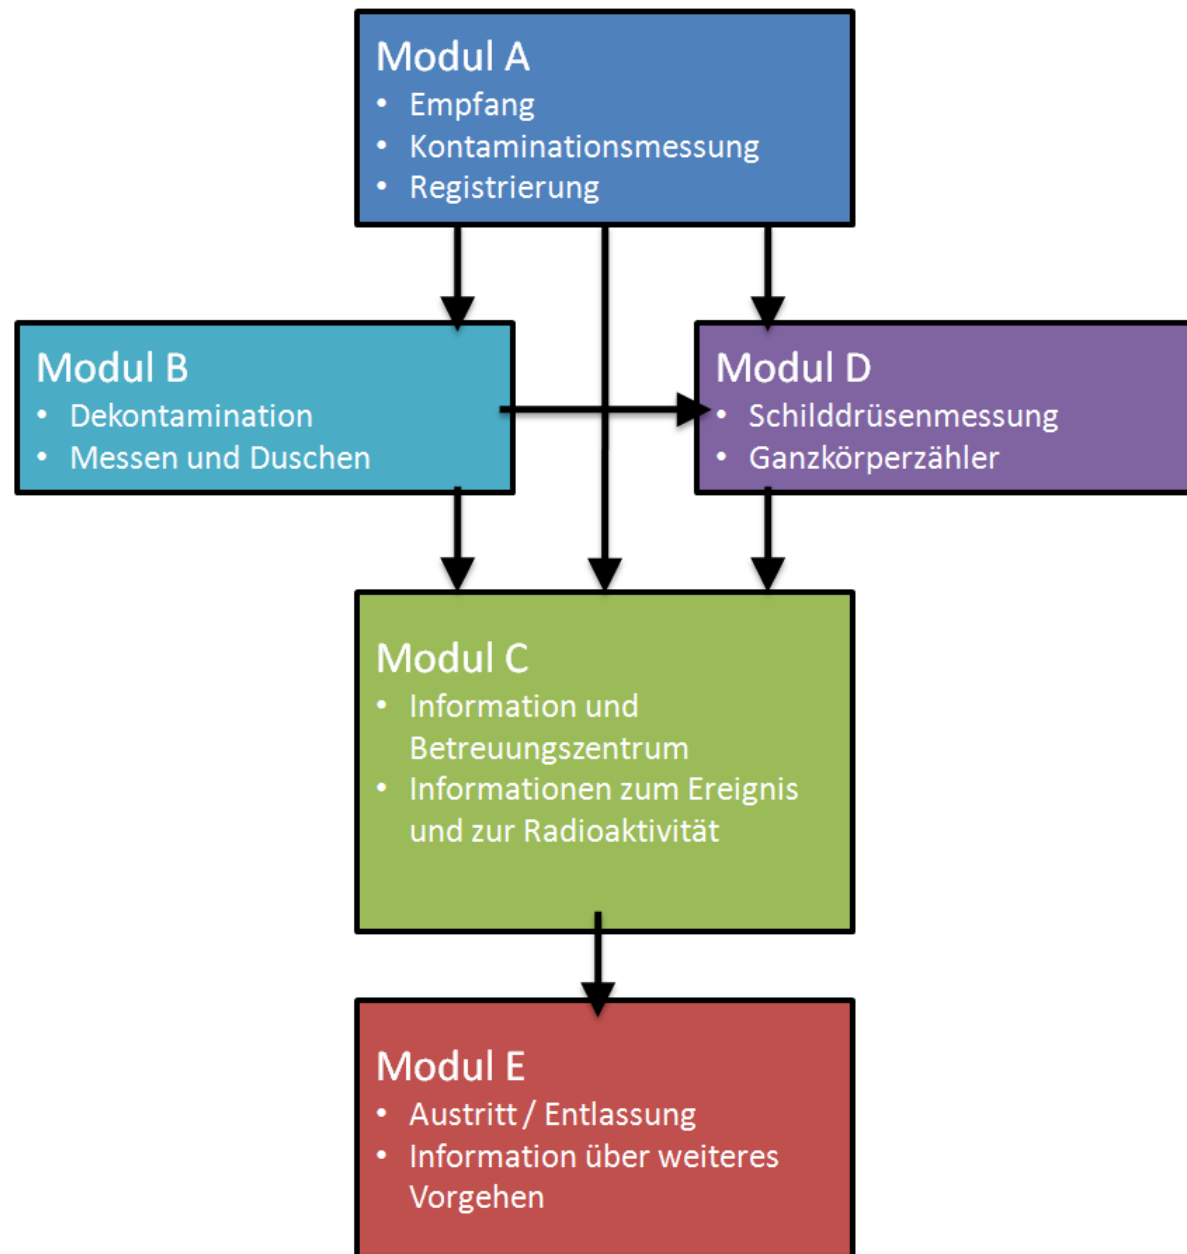 Modul A
• Empfang
• Kontaminationsmessung
• Registrierung
Modul B
• Dekontamination
• Messen und Duschen
Modul D
• Schilddrüsenmessung
• Ganzkörperzähler
Modul C
• Information und
Betreuungszentrum
• Informationen zum Ereignis
und zur Radioaktivität
Modul E
• Austritt / Entlassung
• Information über weiteres
Vorgehen